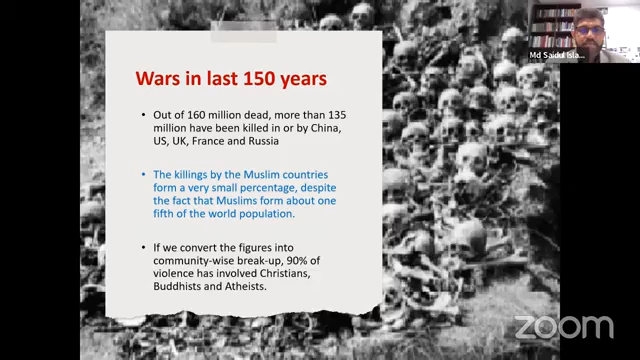 Md Saidul Isla...
Wars in last 150 years
• Out of 160 million dead, more than 135
million have been killed in or by China,
US, UK, France and Russia
• The killings by the Muslim countries
form a very small percentage, despite
the fact that Muslims form about one
fifth of the world population.
• If we convert the figures into
community-wise break-up, 90% of
violence has involved Christians,
Buddhists and Atheists.
zoom